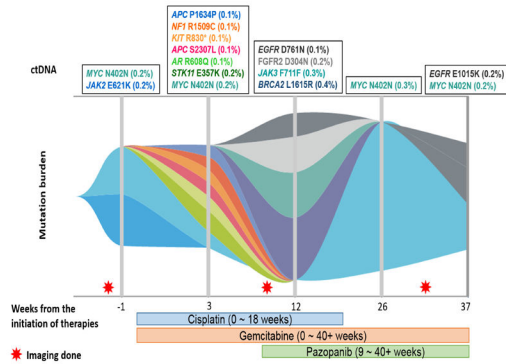 ctDNA
MYC N402N (0.2%)
JAK2 E621K (0.2%)
APC P1634P (0.1%)
NF1 R1509C (0.1%)
KIT R830* (0.1%)
APC S2307L (0.1%)
AR R608Q (0.1%)
STK11 E357K (0.2%)
MYC N402N (0.2%)
EGFR D761N (0.1%)
FGFR2 D304N (0.2%)
JAK3 F711F (0.3%)
BRCA2 L1615R (0.4%)
MYC N402N (0.3%)
EGFR E1015K (0.2%)
MYC N402N (0.2%)
Mutation burden
Weeks from the
initiation of therapies
-1 3 12 26 37
Cisplatin (0 ~ 18 weeks)
Gemcitabine (0 ~ 40+ weeks)
Pazopanib (9 ~ 40+ weeks)
Imaging done